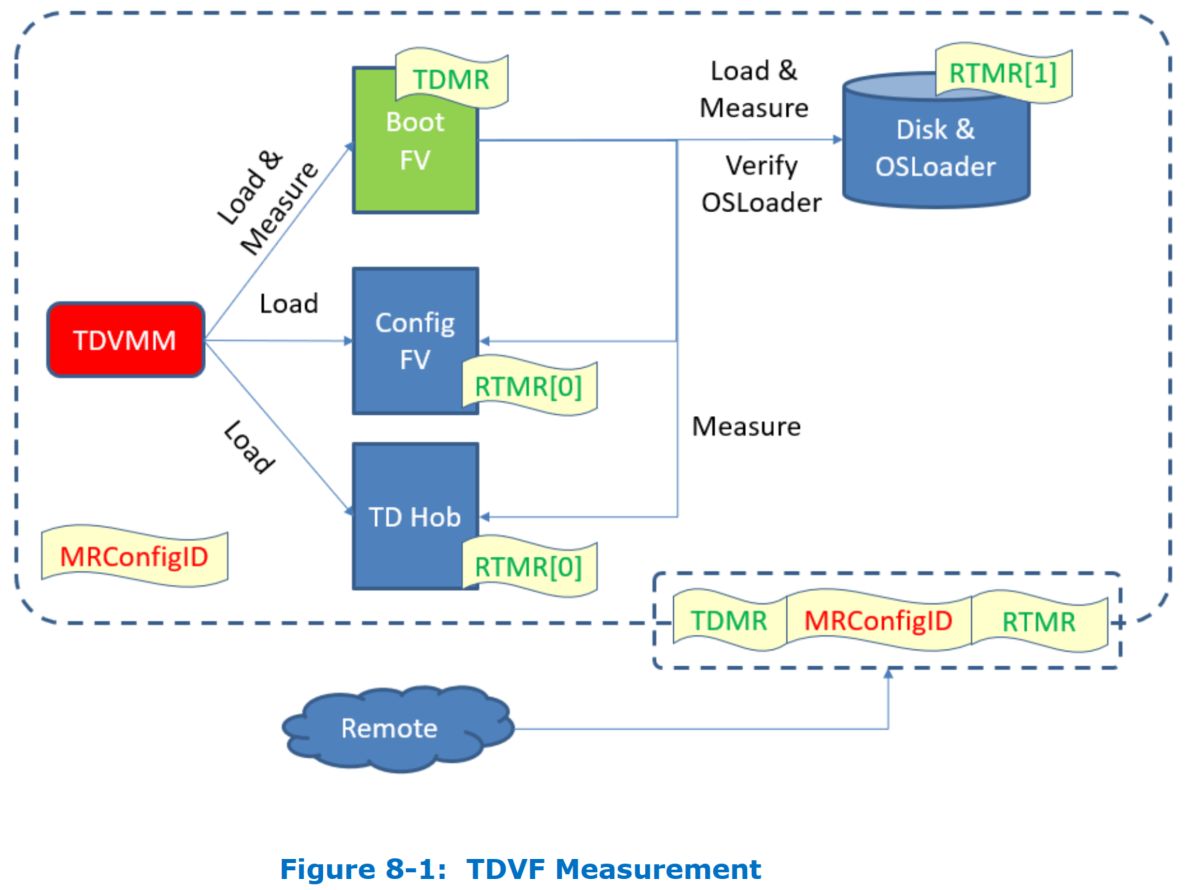 TDMR
Boot
FV
Load &
Measure
Load &
Measure
Verify
OSLoader
RTMR[1]
Disk &
OSLoader
TDVMM
Load
Config
FV
RTMR[0]
Load
TD Hob
RTMR[0]
Measure
MRConfigID
TDMR MRConfigID RTMR
Remote
Figure 8-1: TDVF Measurement